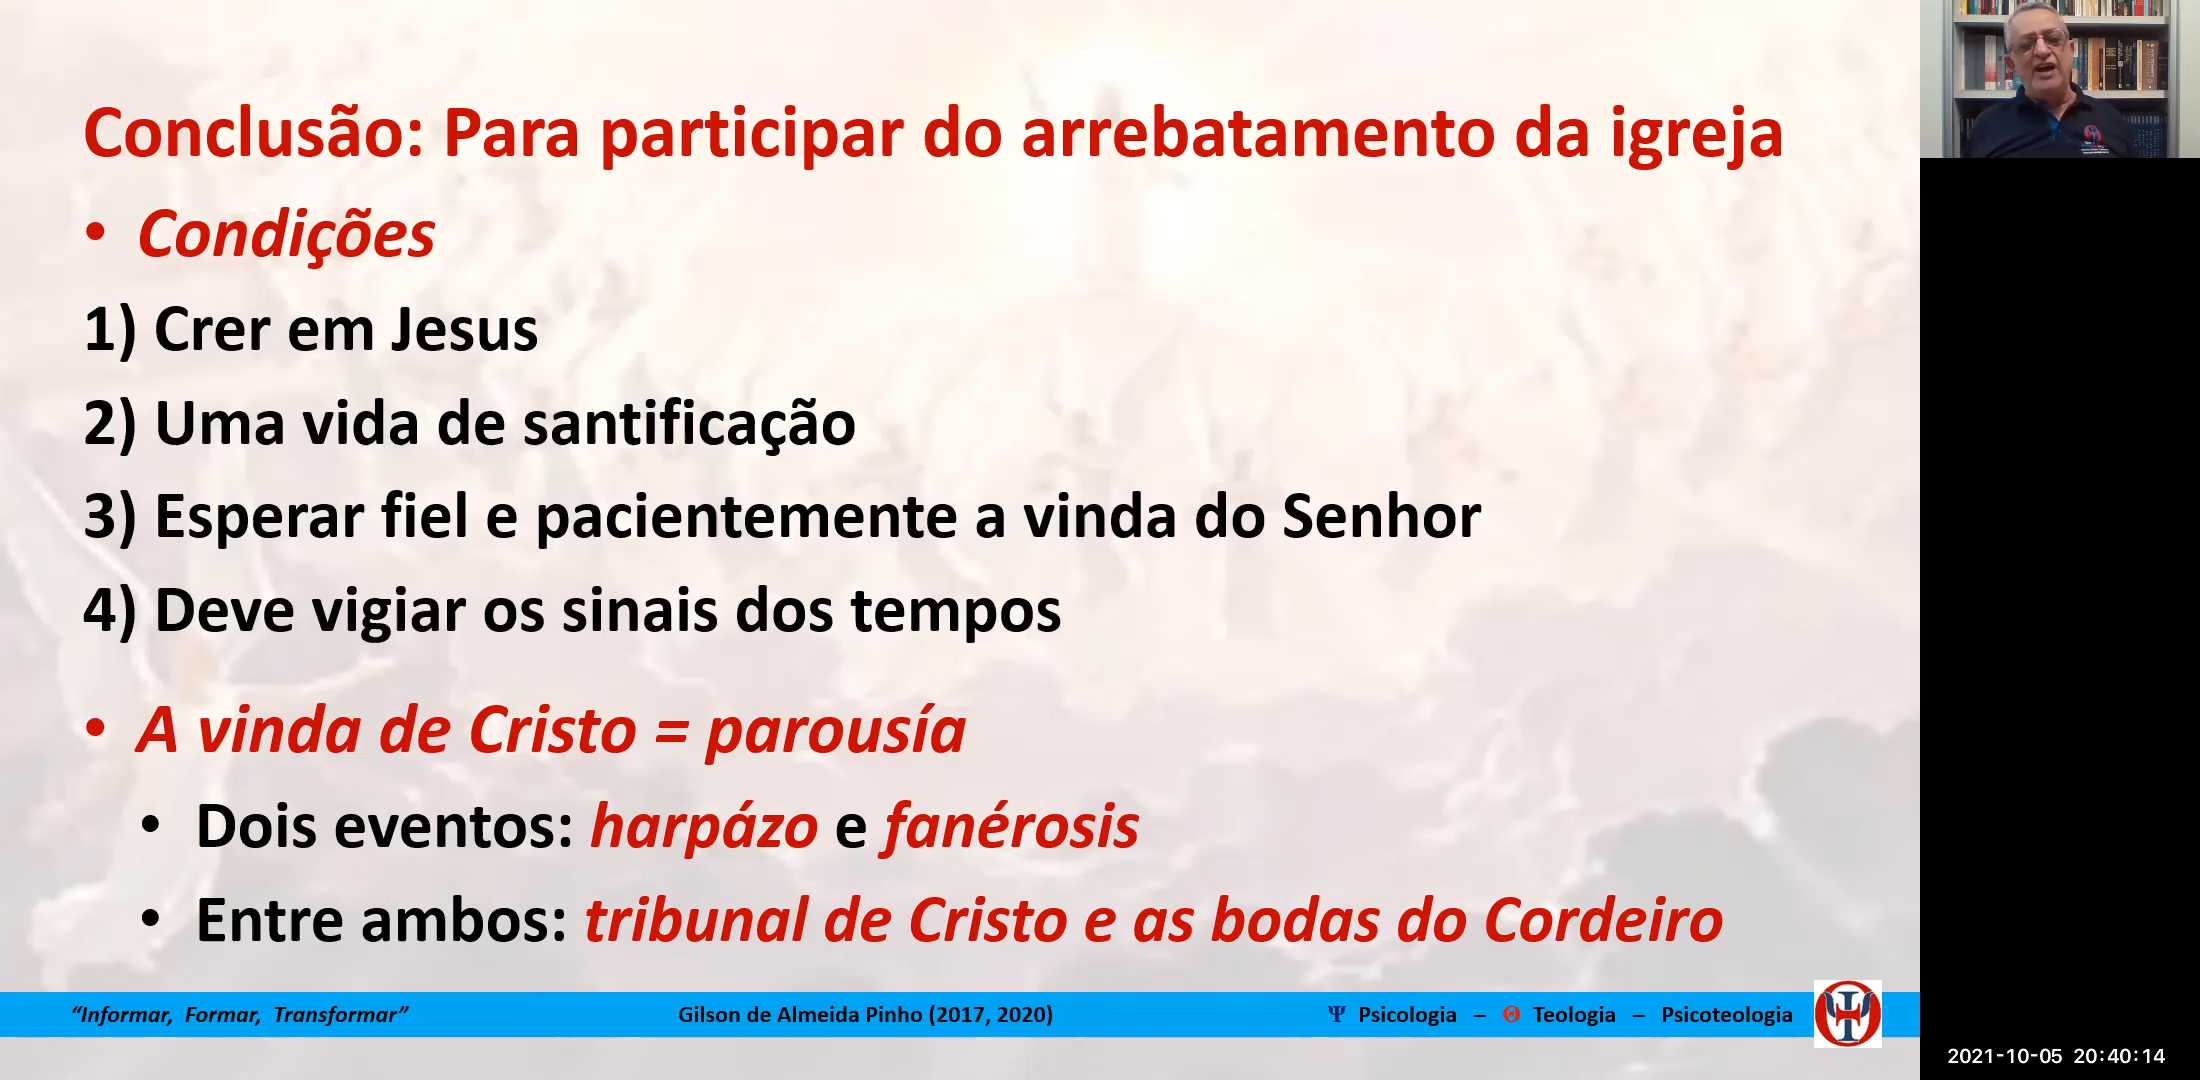 Conclusão: Para participar do arrebatamento da igreja
• Condições
1) Crer em Jesus
2) Uma vida de santificação
3) Esperar fiel e pacientemente a vinda do Senhor
4) Deve vigiar os sinais dos tempos
• A vinda de Cristo = parousía
• Dois eventos: harpázo e fanérosis
• Entre ambos: tribunal de Cristo e as bodas do Cordeiro
“Informar, Formar, Transformar”
Gilson de Almeida Pinho (2017, 2020)
Ψ Psicologia – Θ Teologia – Psicoteologia
2021-10-05 20:40:14